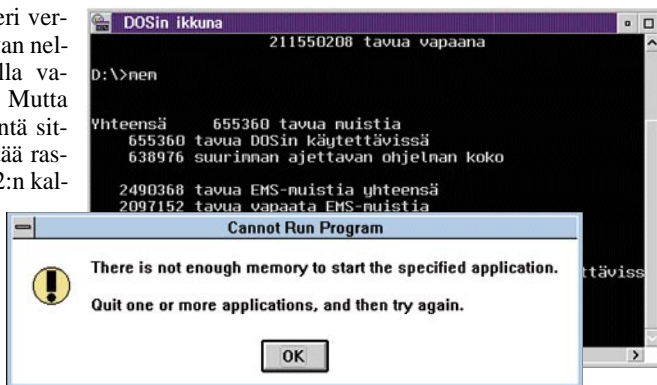 eri ver-
van nel-
lla va-
Mutta
ntä sit-
tää ras-
2:n kal-
DOSin ikkuna
211550208 tavua vapaana
D:\>mem
Yhteensä 655360 tavua muistia
655360 tavua DOSin käytettävissä
638976 suurimman ajettavan ohjelman koko
2490368 tavua EMS-muistia yhteensä
2097152 tavua vapaata EMS-muistia
ttäviss
Cannot Run Program
There is not enough memory to start the specified application.
Quit one or more applications, and then try again.
OK